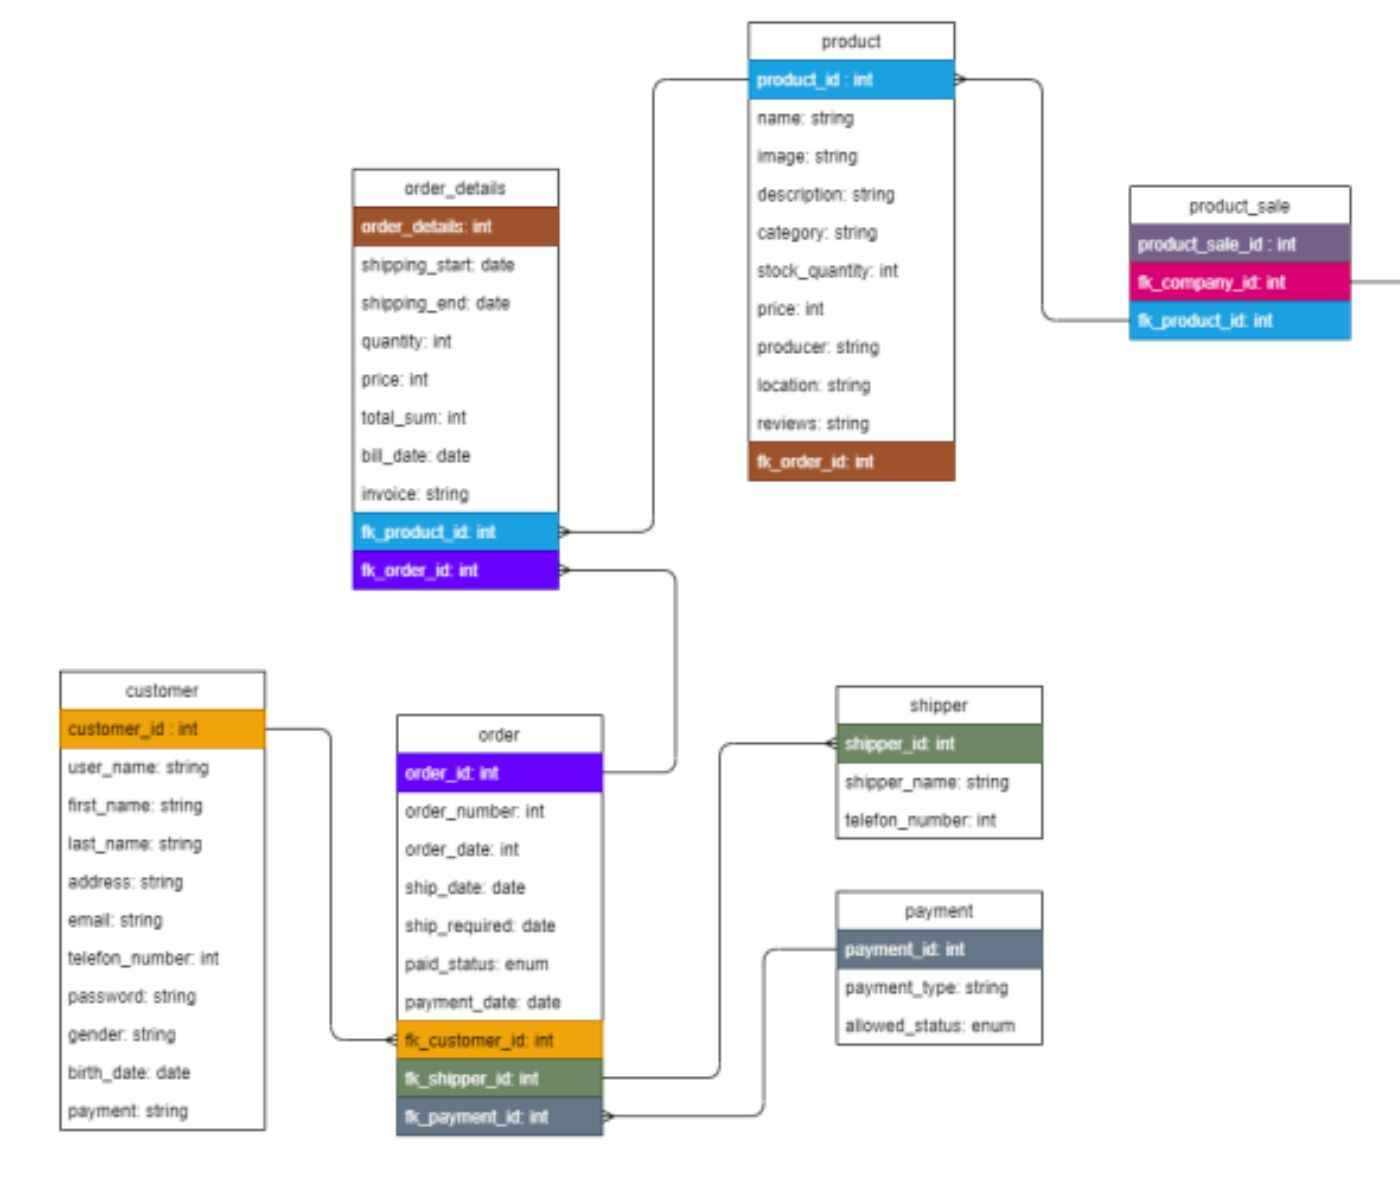 product
product_id : int
name: string
image: string
description: string
category: string
stock_quantity: int
price: int
producer: string
location: string
reviews: string
fk_order_id: int
order_details
order_details: int
shipping_start: date
shipping_end: date
quantity: int
price: int
total_sum: int
bill_date: date
invoice: string
fk_product_id: int
fk_order_id: int
product_sale
product_sale_id : int
fk_company_id: int
fk_product_id: int
customer
customer_id : int
user_name: string
first_name: string
last_name: string
address: string
email: string
telefon_number: int
password: string
gender: string
birth_date: date
payment: string
order
order_id: int
order_number: int
order_date: int
ship_date: date
ship_required: date
paid_status: enum
payment_date: date
fk_customer_id: int
fk_shipper_id: int
fk_payment_id: int
shipper
shipper_id: int
shipper_name: string
telefon_number: int
payment
payment_id: int
payment_type: string
allowed_status: enum